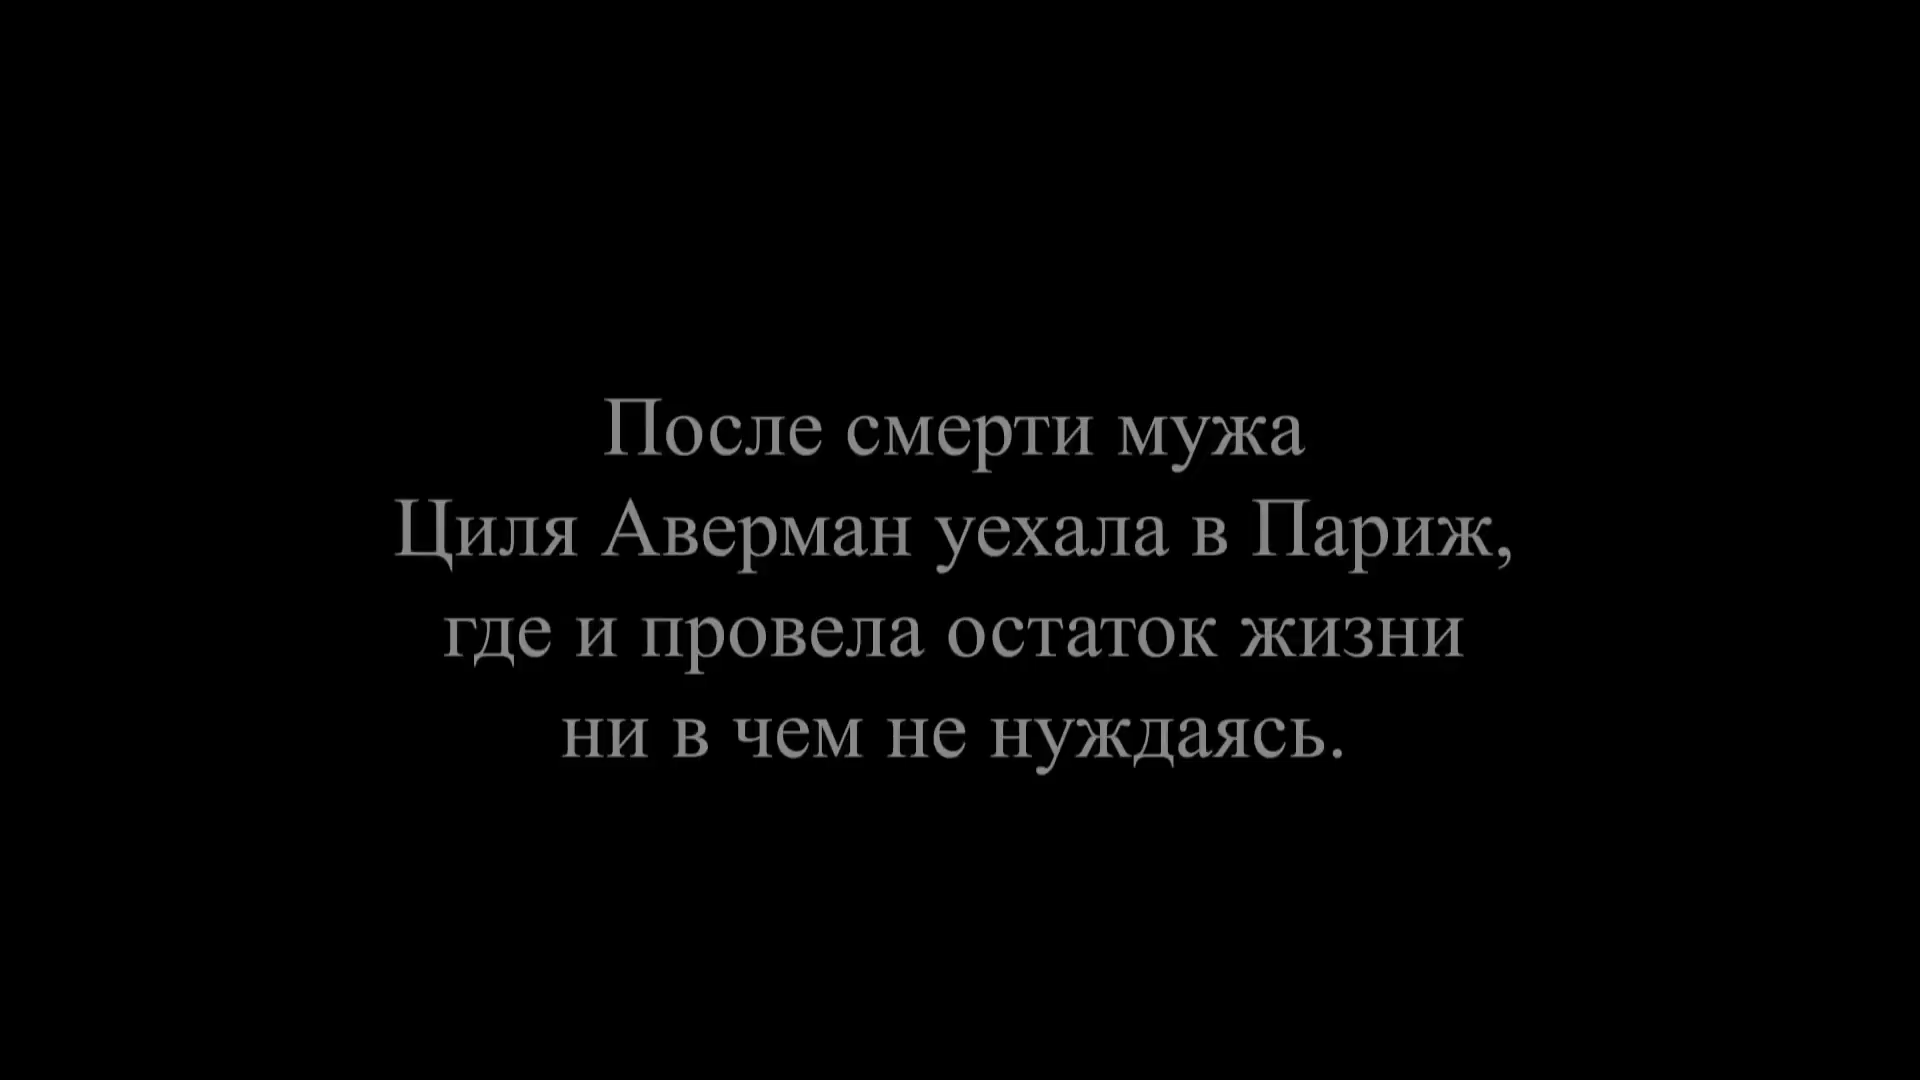 После смерти мужа
Циля Аверман уехала в Париж,
где и провела остаток жизни
ни в чем не нуждаясь.